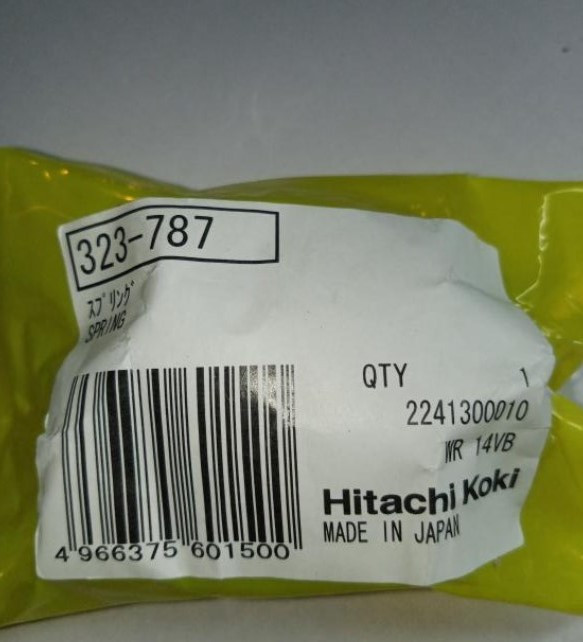 323-787
スプリング
SPRING
QTY 1
2241300010
WR 14VB
Hitachi Koki
MADE IN JAPAN
4 966375 601500